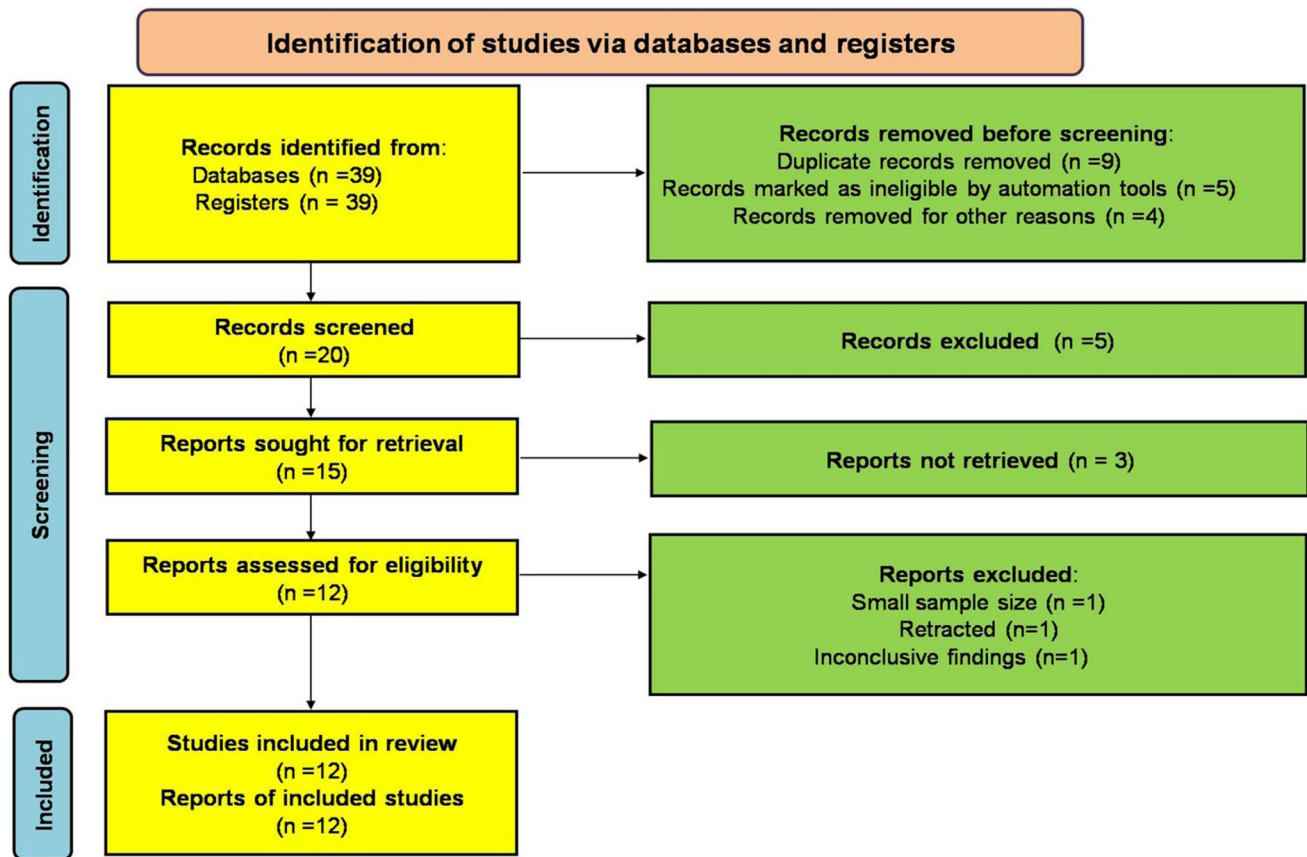 Identification of studies via databases and registers
Identification
Records identified from:
Databases (n =39)
Registers (n = 39)
Records removed before screening:
Duplicate records removed (n =9)
Records marked as ineligible by automation tools (n =5)
Records removed for other reasons (n =4)
Screening
Records screened
(n =20)
Records excluded (n =5)
Reports sought for retrieval
(n =15)
Reports not retrieved (n = 3)
Reports assessed for eligibility
(n =12)
Reports excluded:
Small sample size (n =1)
Retracted (n=1)
Inconclusive findings (n=1)
Included
Studies included in review
(n =12)
Reports of included studies
(n =12)